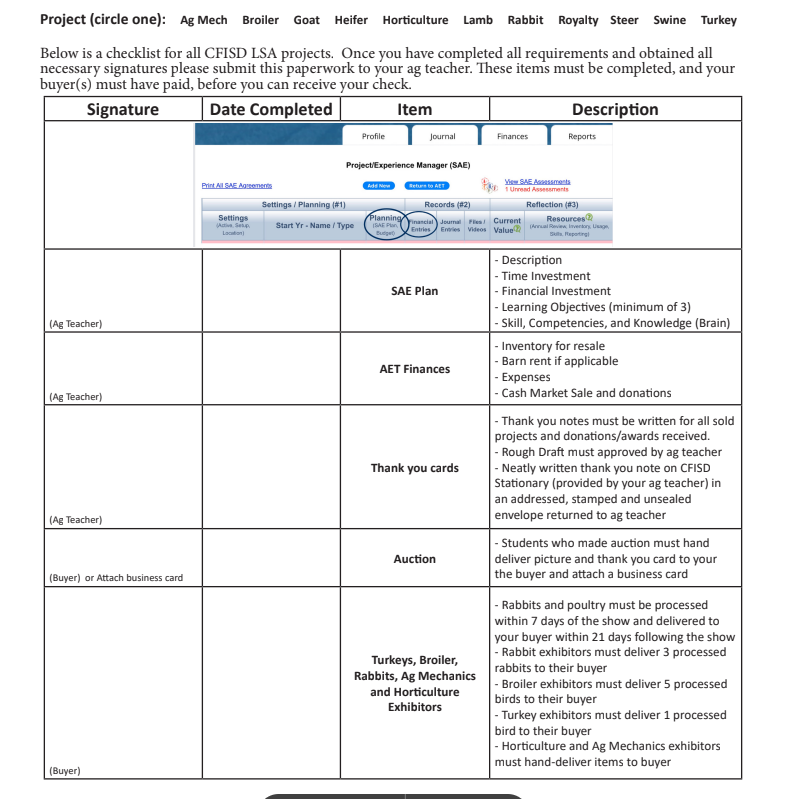 Project (circle one): Ag Mech Broiler Goat Heifer Horticulture Lamb Rabbit Royalty Steer Swine Turkey
Below is a checklist for all CFISD LSA projects. Once you have completed all requirements and obtained all
necessary signatures please submit this paperwork to your ag teacher. These items must be completed, and your
buyer(s) must have paid, before you can receive your check.
Signature Date Completed Item Description
Profile Journal Finances Reports
Project/Experience Manager (SAE)
Print All SAE Agreements Add New Return to AET View SAE Assessments
1 Unread Assessments
Settings / Planning (#1) Records (#2) Reflection (#3)
Settings
(Active, Setup,
Location)
Start Yr - Name / Type
Planning
(SAE Plan,
Budget)
Financial
Entries
Journal
Entries
Files /
Videos
Current
Value
Resources
(Annual Review, Inventory, Usage,
Skills, Reporting)
(Ag Teacher)
SAE Plan
- Description
- Time Investment
- Financial Investment
- Learning Objectives (minimum of 3)
- Skill, Competencies, and Knowledge (Brain)
(Ag Teacher)
AET Finances
- Inventory for resale
- Barn rent if applicable
- Expenses
- Cash Market Sale and donations
(Ag Teacher)
Thank you cards
- Thank you notes must be written for all sold
projects and donations/awards received.
- Rough Draft must approved by ag teacher
- Neatly written thank you note on CFISD
Stationary (provided by your ag teacher) in
an addressed, stamped and unsealed
envelope returned to ag teacher
(Buyer) or Attach business card
Auction
- Students who made auction must hand
deliver picture and thank you card to your
the buyer and attach a business card
(Buyer)
Turkeys, Broiler,
Rabbits, Ag Mechanics
and Horticulture
Exhibitors
- Rabbits and poultry must be processed
within 7 days of the show and delivered to
your buyer within 21 days following the show
- Rabbit exhibitors must deliver 3 processed
rabbits to their buyer
- Broiler exhibitors must deliver 5 processed
birds to their buyer
- Turkey exhibitors must deliver 1 processed
bird to their buyer
- Horticulture and Ag Mechanics exhibitors
must hand-deliver items to buyer